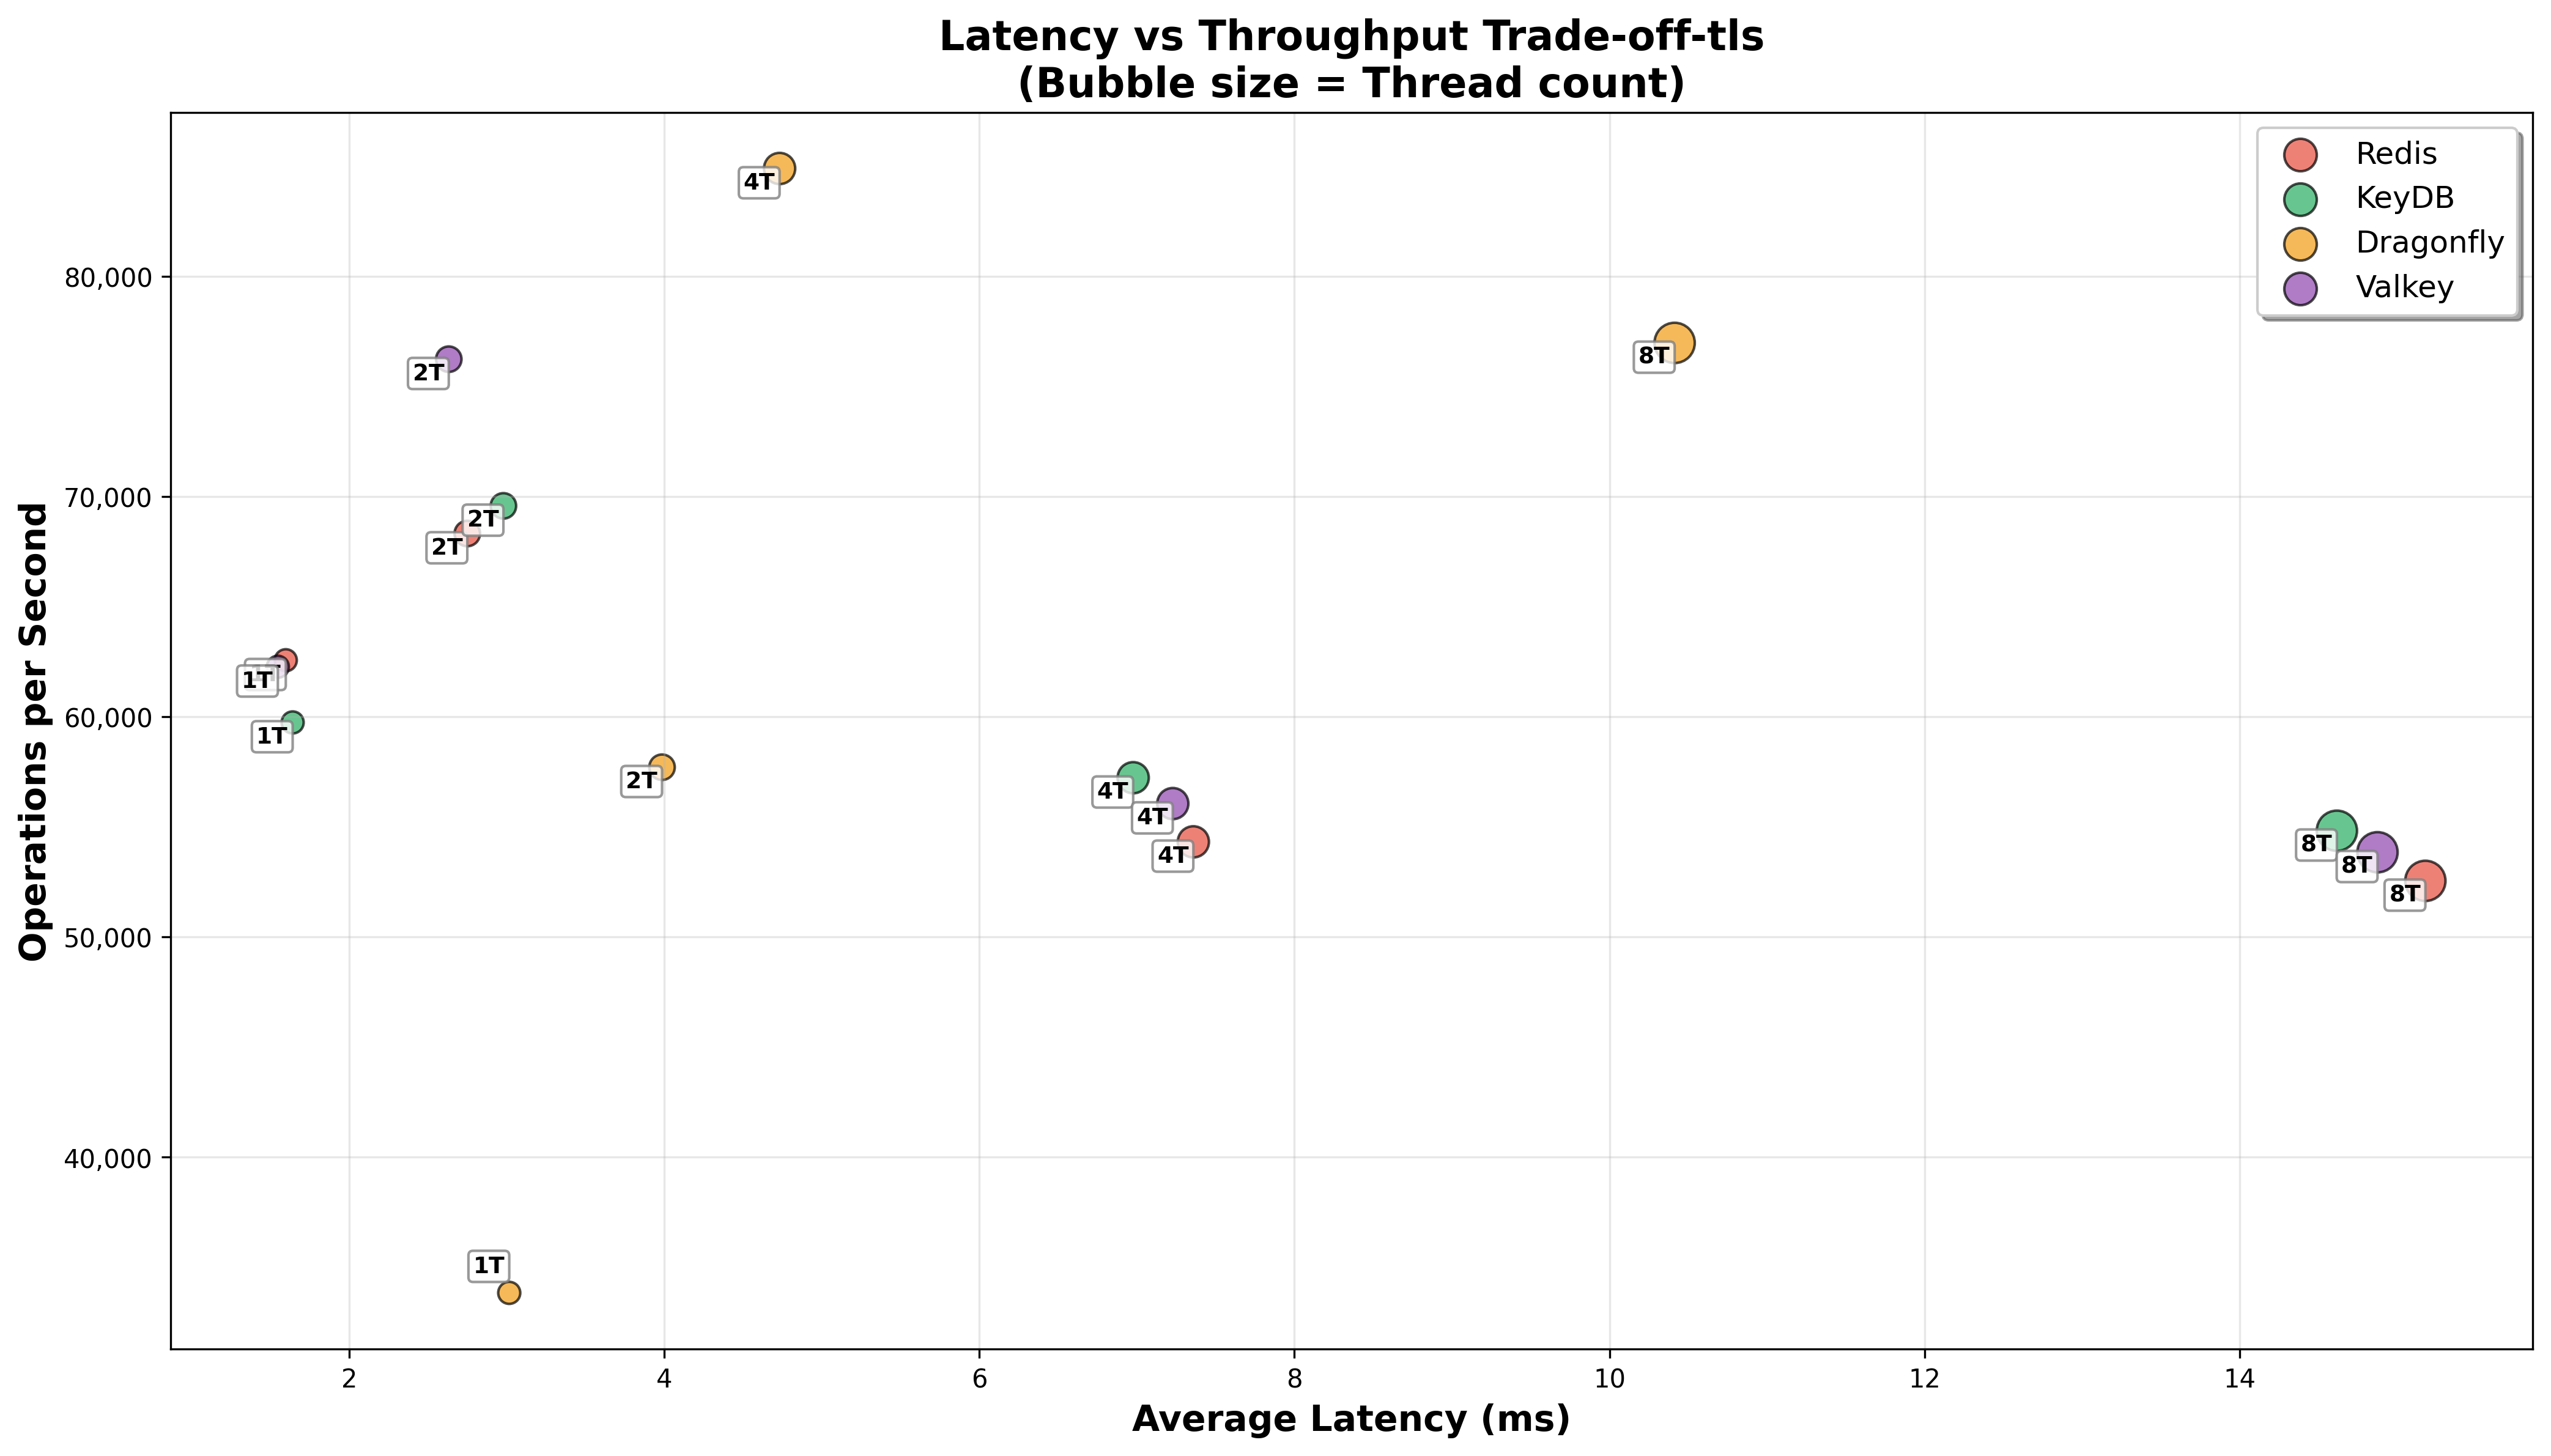 Latency vs Throughput Trade-off-tls
(Bubble size = Thread count)
Redis
KeyDB
Dragonfly
Valkey
Operations per Second
80,000
70,000
60,000
50,000
40,000
4T
8T
2T
2T
2T
1T
1T
2T
4T
4T
4T
8T
8T
8T
1T
2
4
6
8
10
12
14
Average Latency (ms)